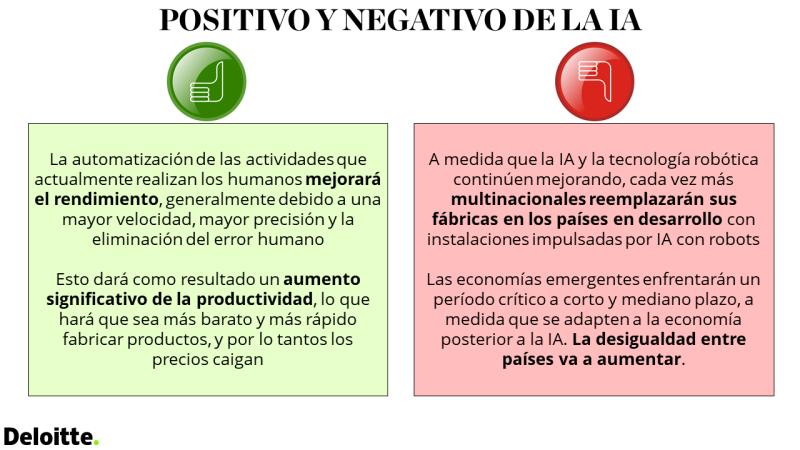 POSITIVO Y NEGATIVO DE LA IA
La automatización de las actividades que
actualmente realizan los humanos mejorará
el rendimiento, generalmente debido a una
mayor velocidad, mayor precisión y la
eliminación del error humano
Esto dará como resultado un aumento
significativo de la productividad, lo que
hará que sea más barato y más rápido
fabricar productos, y por lo tantos los
precios caigan
A medida que la IA y la tecnología robótica
continúen mejorando, cada vez más
multinacionales reemplazarán sus
fábricas en los países en desarrollo con
instalaciones impulsadas por IA con robots
Las economías emergentes enfrentarán un
período crítico a corto y mediano plazo, a
medida que se adapten a la economía
posterior a la IA. La desigualdad entre
países va a aumentar.
Deloitte.